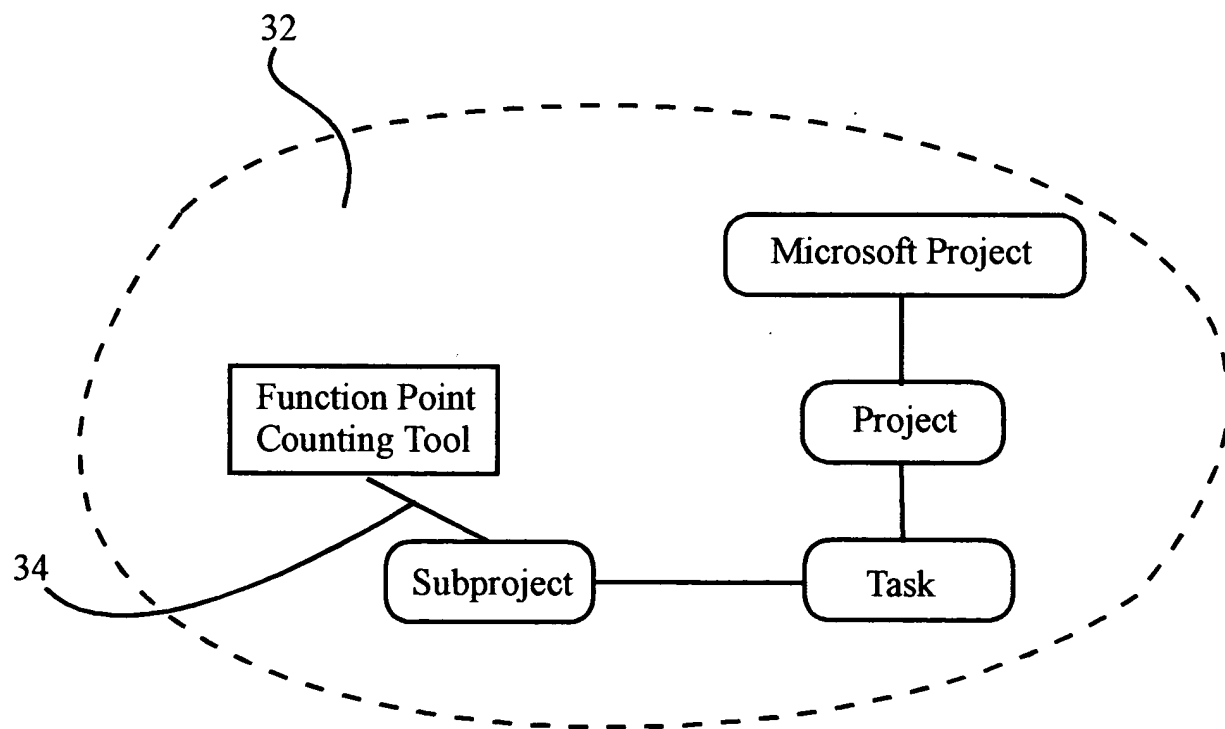 32
Microsoft Project
Function Point
Counting Tool
Project
34
Subproject
Task